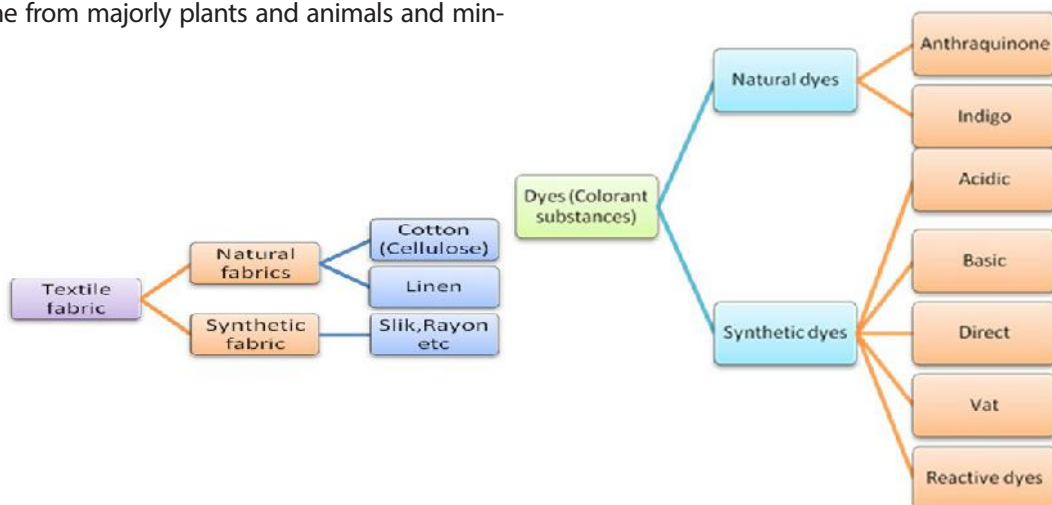 ne from majorly plants and animals and min-
Textile
fabric
Natural
fabrics
Synthetic
fabric
Cotton
(Cellulose)
Linen
Slik,Rayon
etc
Dyes (Colorant
substances)
Natural dyes
Synthetic dyes
Anthraquinone
Indigo
Acidic
Basic
Direct
Vat
Reactive dyes